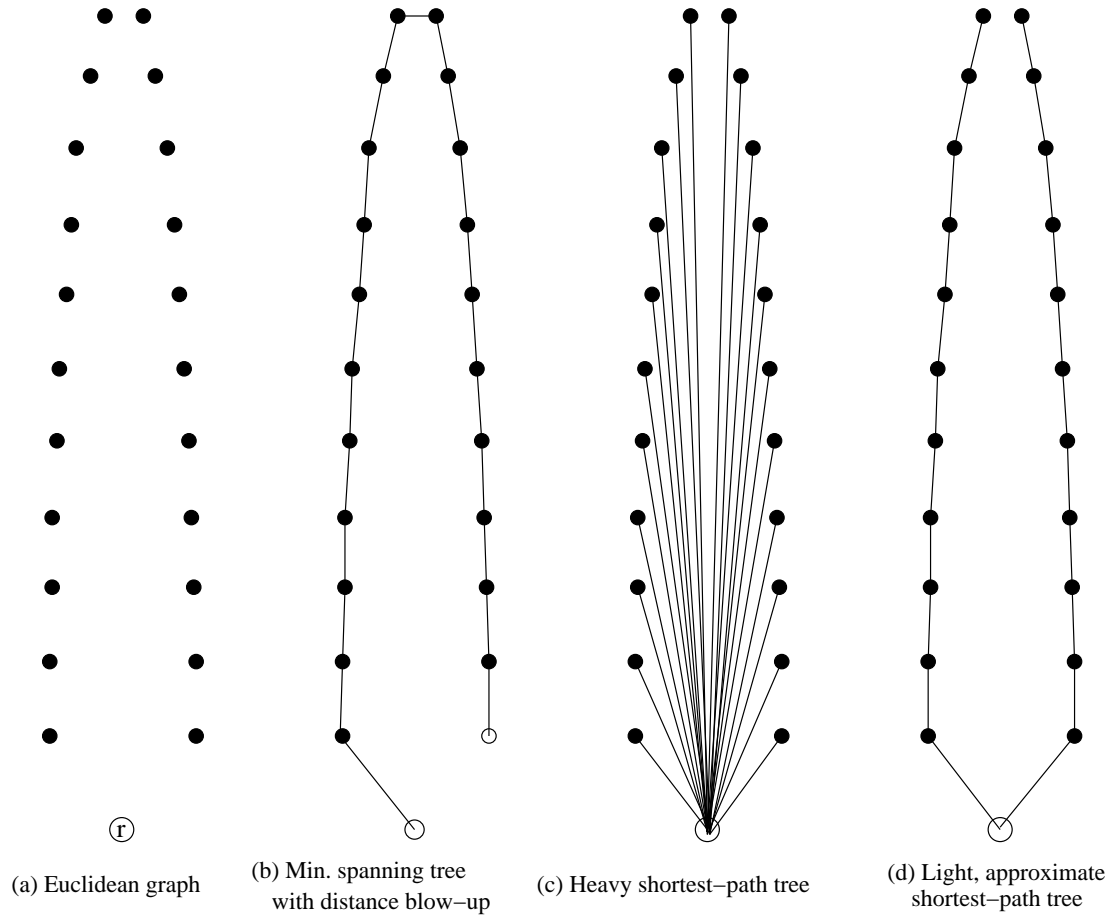 r
(a) Euclidean graph
(b) Min. spanning tree
with distance blow−up
(c) Heavy shortest−path tree
(d) Light, approximate
shortest−path tree